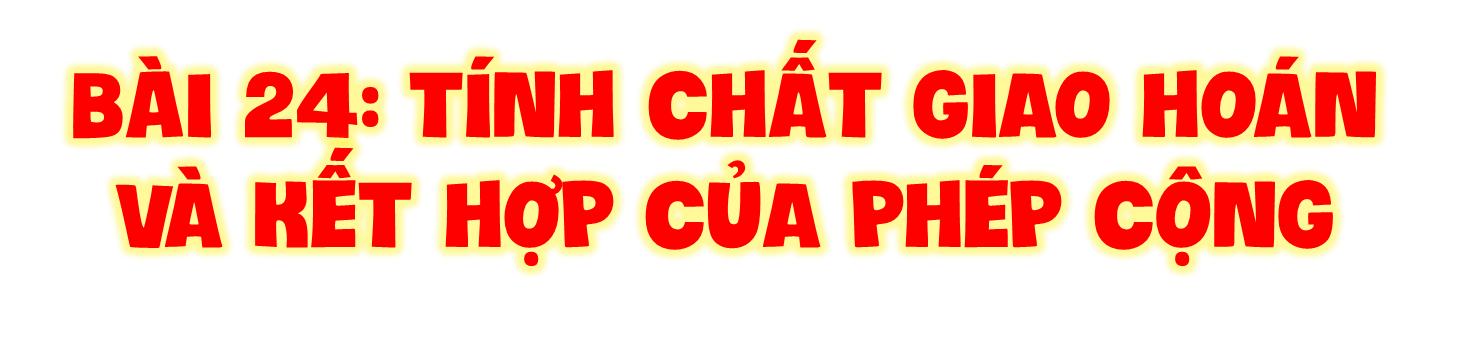 BÀI 24: TÍNH CHẤT GIAO HOÁN
VÀ KẾT HỢP CỦA PHÉP CỘNG